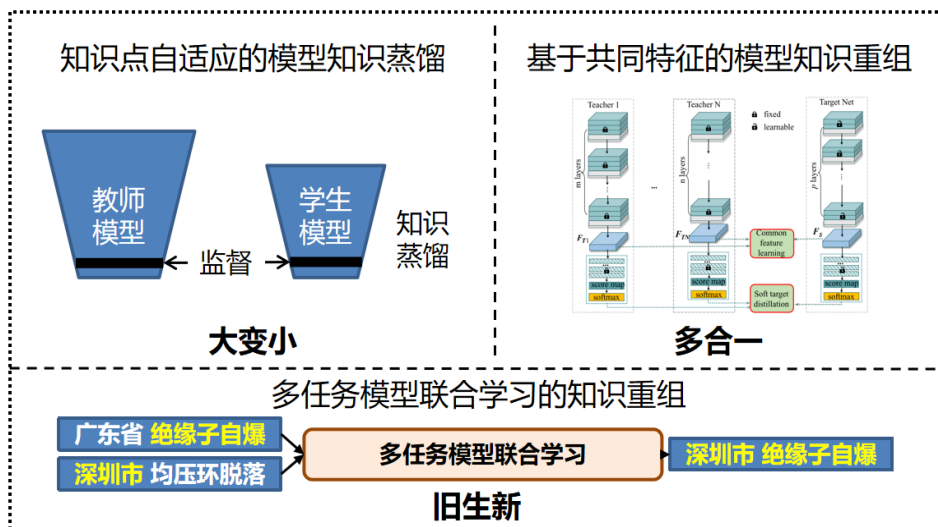 知识点自适应的模型知识蒸馏
教师
模型
监督
学生
模型
知识
蒸馏
大变小
基于共同特征的模型知识重组
Teacher 1
Teacher N
Target Net
fixed
learnable
m layers
...
n layers
p layers
F_T1
F_TN
F_S
Common
feature
learning
score map
softmax
score map
softmax
score map
softmax
Soft target
distillation
多合一
多任务模型联合学习的知识重组
广东省 绝缘子自爆
深圳市 均压环脱落
多任务模型联合学习
深圳市 绝缘子自爆
旧生新